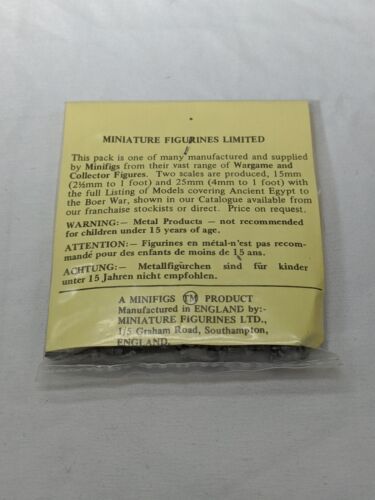 MINIATURE FIGURINES LIMITED
This pack is one of many manufactured and supplied
by Minifigs from their vast range of Wargame and
Collector Figures. Two scales are produced, 15mm
(2½mm to 1 foot) and 25mm (4mm to 1 foot) with
the full Listing of Models covering Ancient Egypt to
the Boer War, shown in our Catalogue available from
our franchaise stockists or direct. Price on request.
WARNING:— Metal Products — not recommended
for children under 15 years of age.
ATTENTION:— Figurines en métal-n'est pas recom-
mandé pour des enfants de moins de 15 ans.
ACHTUNG:— Metallfigürchen sind für kinder
unter 15 Jahren nicht empfohlen.
A MINIFIGS TM PRODUCT
Manufactured in ENGLAND by:-
MINIATURE FIGURINES LTD.,
1/5 Graham Road, Southampton,
ENGLAND.